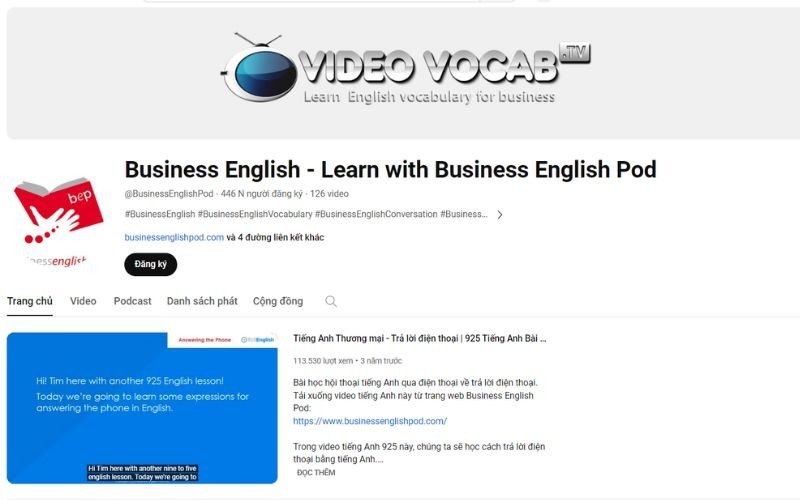 VIDEO VOCAB .TV
Learn English vocabulary for business
bep
Business English - Learn with Business English Pod
@BusinessEnglishPod · 446 N người đăng ký · 126 video
#BusinessEnglish #BusinessEnglishVocabulary #BusinessEnglishConversation #Business...
businessenglishpod.com và 4 đường liên kết khác
Đăng ký
Trang chủ Video Podcast Danh sách phát Cộng đồng
Answering the Phone
English
Hi! Tim here with another 925 English lesson!
Today we're going to learn some expressions for
answering the phone in English.
Hi Tim here with another nine to five
english lesson. Today we're going to
Tiếng Anh Thương mại - Trả lời điện thoại | 925 Tiếng Anh Bài ...
113.530 lượt xem • 3 năm trước
Bài học hội thoại tiếng Anh qua điện thoại về trả lời điện thoại.
Tải xuống video tiếng Anh này từ trang web Business English
Pod:
https://www.businessenglishpod.com/
Trong video tiếng Anh 925 này, chúng ta sẽ học cách trả lời điện
thoại bằng tiếng Anh....
ĐỌC THÊM